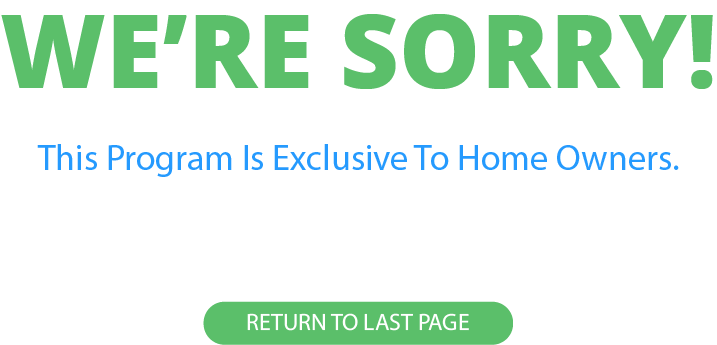 WE’RE SORRY!
This Program Is Exclusive To Home Owners.
RETURN TO LAST PAGE